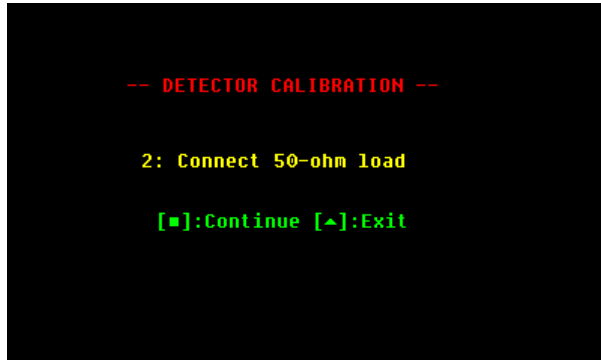 -- DETECTOR CALIBRATION --
2: Connect 50-ohm load
[■]:Continue [▲]:Exit